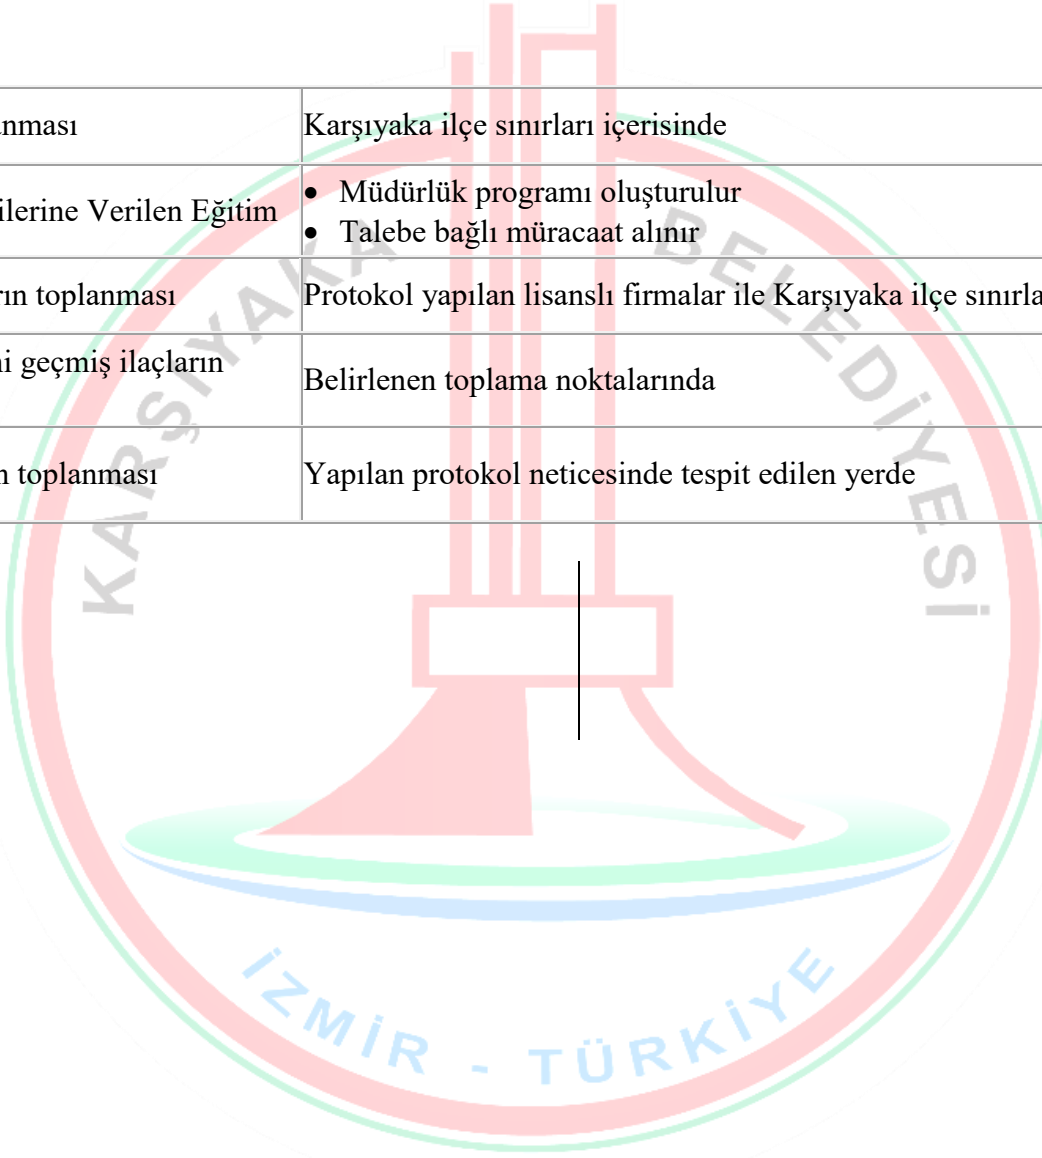 anması
Karşıyaka ilçe sınırları içerisinde
ilerine Verilen Eğitim
• Müdürlük programı oluşturulur
• Talebe bağlı müracaat alınır
rın toplanması
Protokol yapılan lisanslı firmalar ile Karşıyaka ilçe sınırla
ni geçmiş ilaçların
Belirlenen toplama noktalarında
n toplanması
Yapılan protokol neticesinde tespit edilen yerde
KARŞIYAKA BELEDİYESİ
İZMİR - TÜRKİYE